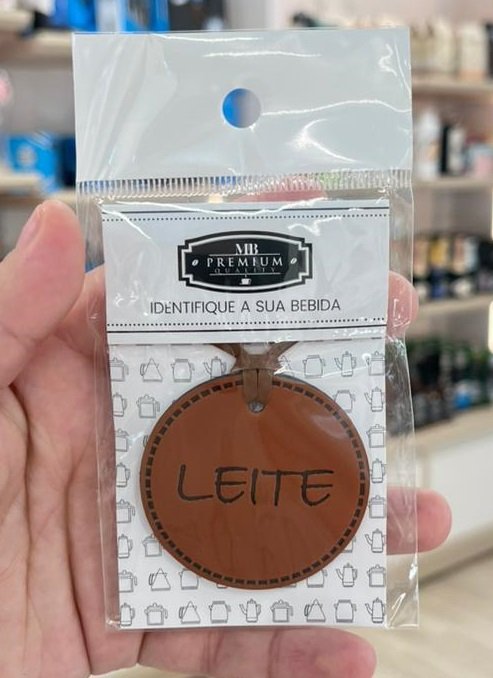 MB
PREMIUM
QUALITY
IDENTIFIQUE A SUA BEBIDA
LEITE